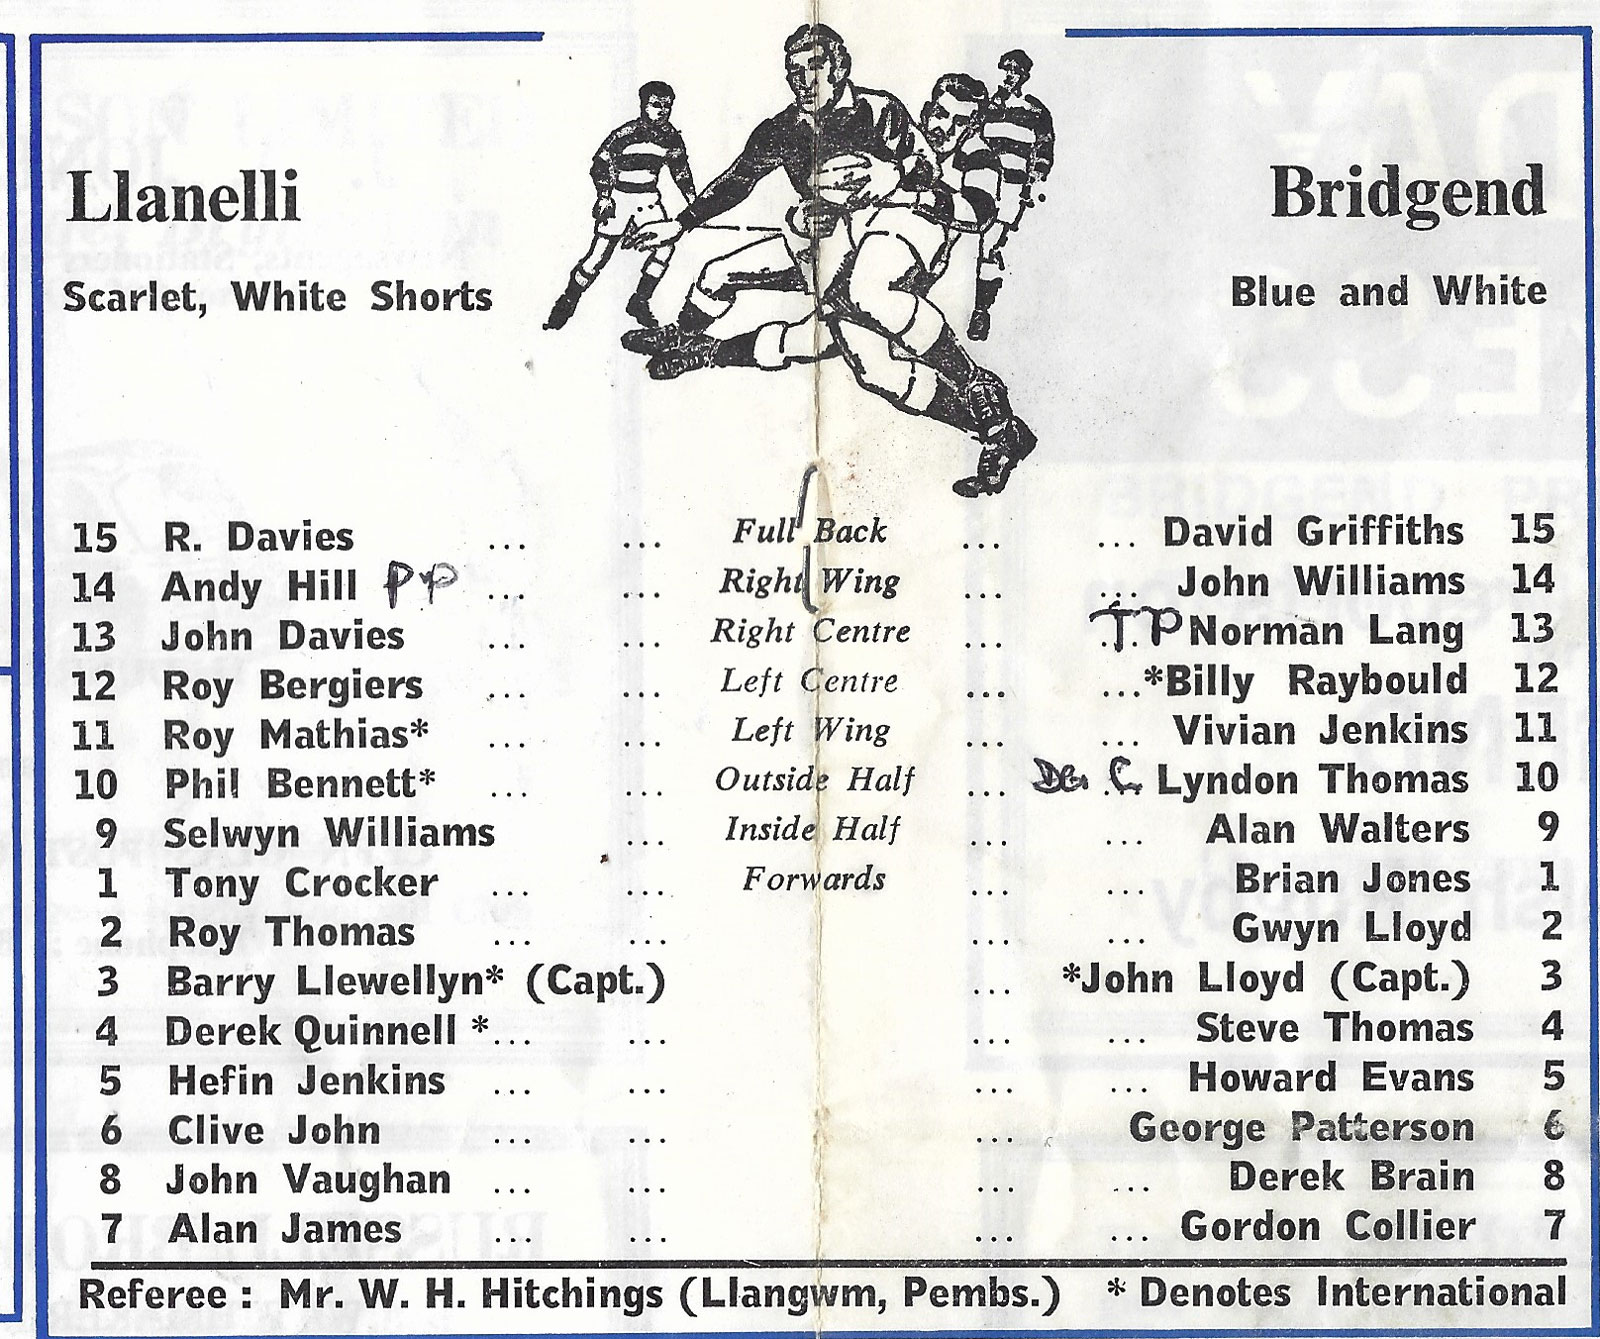 Llanelli Bridgend
Scarlet, White Shorts Blue and White
15 R. Davies ... ... Full Back ... ... David Griffiths 15
14 Andy Hill PP ... ... Right Wing ... ... John Williams 14
13 John Davies ... ... Right Centre ... ... T P Norman Lang 13
12 Roy Bergiers ... ... Left Centre ... ... *Billy Raybould 12
11 Roy Mathias* ... ... Left Wing ... ... Vivian Jenkins 11
10 Phil Bennett* ... ... Outside Half ... ... Lyndon Thomas 10
9 Selwyn Williams ... Inside Half ... ... Alan Walters 9
1 Tony Crocker ... ... Forwards ... ... Brian Jones 1
2 Roy Thomas ... ... ... ... Gwyn Lloyd 2
3 Barry Llewellyn* (Capt.) ... *John Lloyd (Capt.) 3
4 Derek Quinnell * ... ... ... ... Steve Thomas 4
5 Hefin Jenkins ... ... ... ... Howard Evans 5
6 Clive John ... ... ... George Patterson 6
8 John Vaughan ... ... ... ... Derek Brain 8
7 Alan James ... ... ... ... Gordon Collier 7
Referee : Mr. W. H. Hitchings (Llangwm, Pembs.) * Denotes International